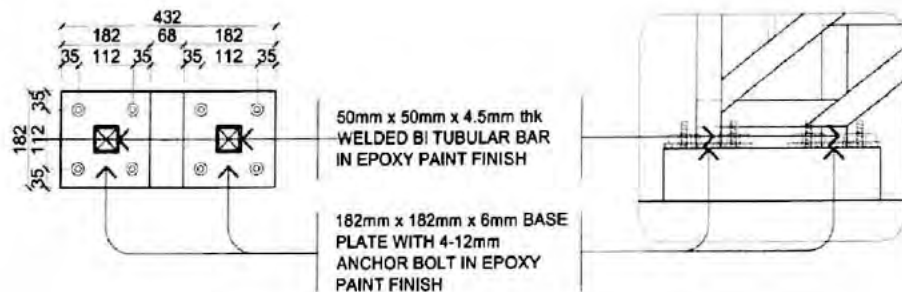 432
182 68 182
35 112 35 35 112 35
35
182
112
35
50mm x 50mm x 4.5mm thk
WELDED BI TUBULAR BAR
IN EPOXY PAINT FINISH
182mm x 182mm x 6mm BASE
PLATE WITH 4-12mm
ANCHOR BOLT IN EPOXY
PAINT FINISH